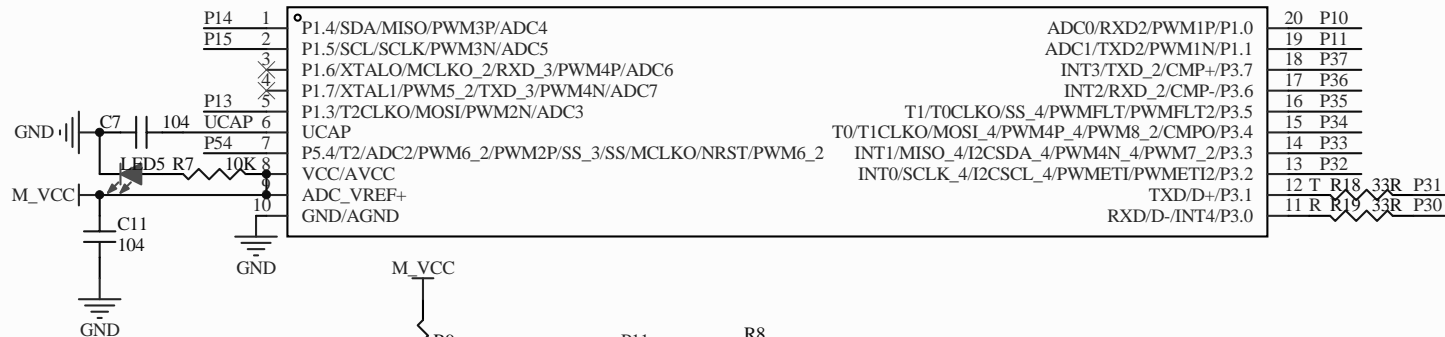 P14 1 P1.4/SDA/MISO/PWM3P/ADC4 ADC0/RXD2/PWM1P/P1.0 20 P10
P15 2 P1.5/SCL/SCLK/PWM3N/ADC5 ADC1/TXD2/PWM1N/P1.1 19 P11
3 P1.6/XTALO/MCLKO_2/RXD_3/PWM4P/ADC6 INT3/TXD_2/CMP+/P3.7 18 P37
4 P1.7/XTAL1/PWM5_2/TXD_3/PWM4N/ADC7 INT2/RXD_2/CMP-/P3.6 17 P36
P13 5 P1.3/T2CLKO/MOSI/PWM2N/ADC3 T1/T0CLKO/SS_4/PWMFLT/PWMFLT2/P3.5 16 P35
GND C7 104 UCAP 6 UCAP T0/T1CLKO/MOSI_4/PWM4P_4/PWM8_2/CMPO/P3.4 15 P34
P54 7 P5.4/T2/ADC2/PWM6_2/PWM2P/SS_3/SS/MCLKO/NRST/PWM6_2 INT1/MISO_4/I2CSDA_4/PWM4N_4/PWM7_2/P3.3 14 P33
LED5 R7 10K 8 VCC/AVCC INT0/SCLK_4/I2CSCL_4/PWMETI/PWMETI2/P3.2 13 P32
M_VCC 9 ADC_VREF+ TXD/D+/P3.1 12 T R18 33R P31
10 GND/AGND RXD/D-/INT4/P3.0 11 R R19 33R P30
C11
104
GND
M_VCC
GND
R8